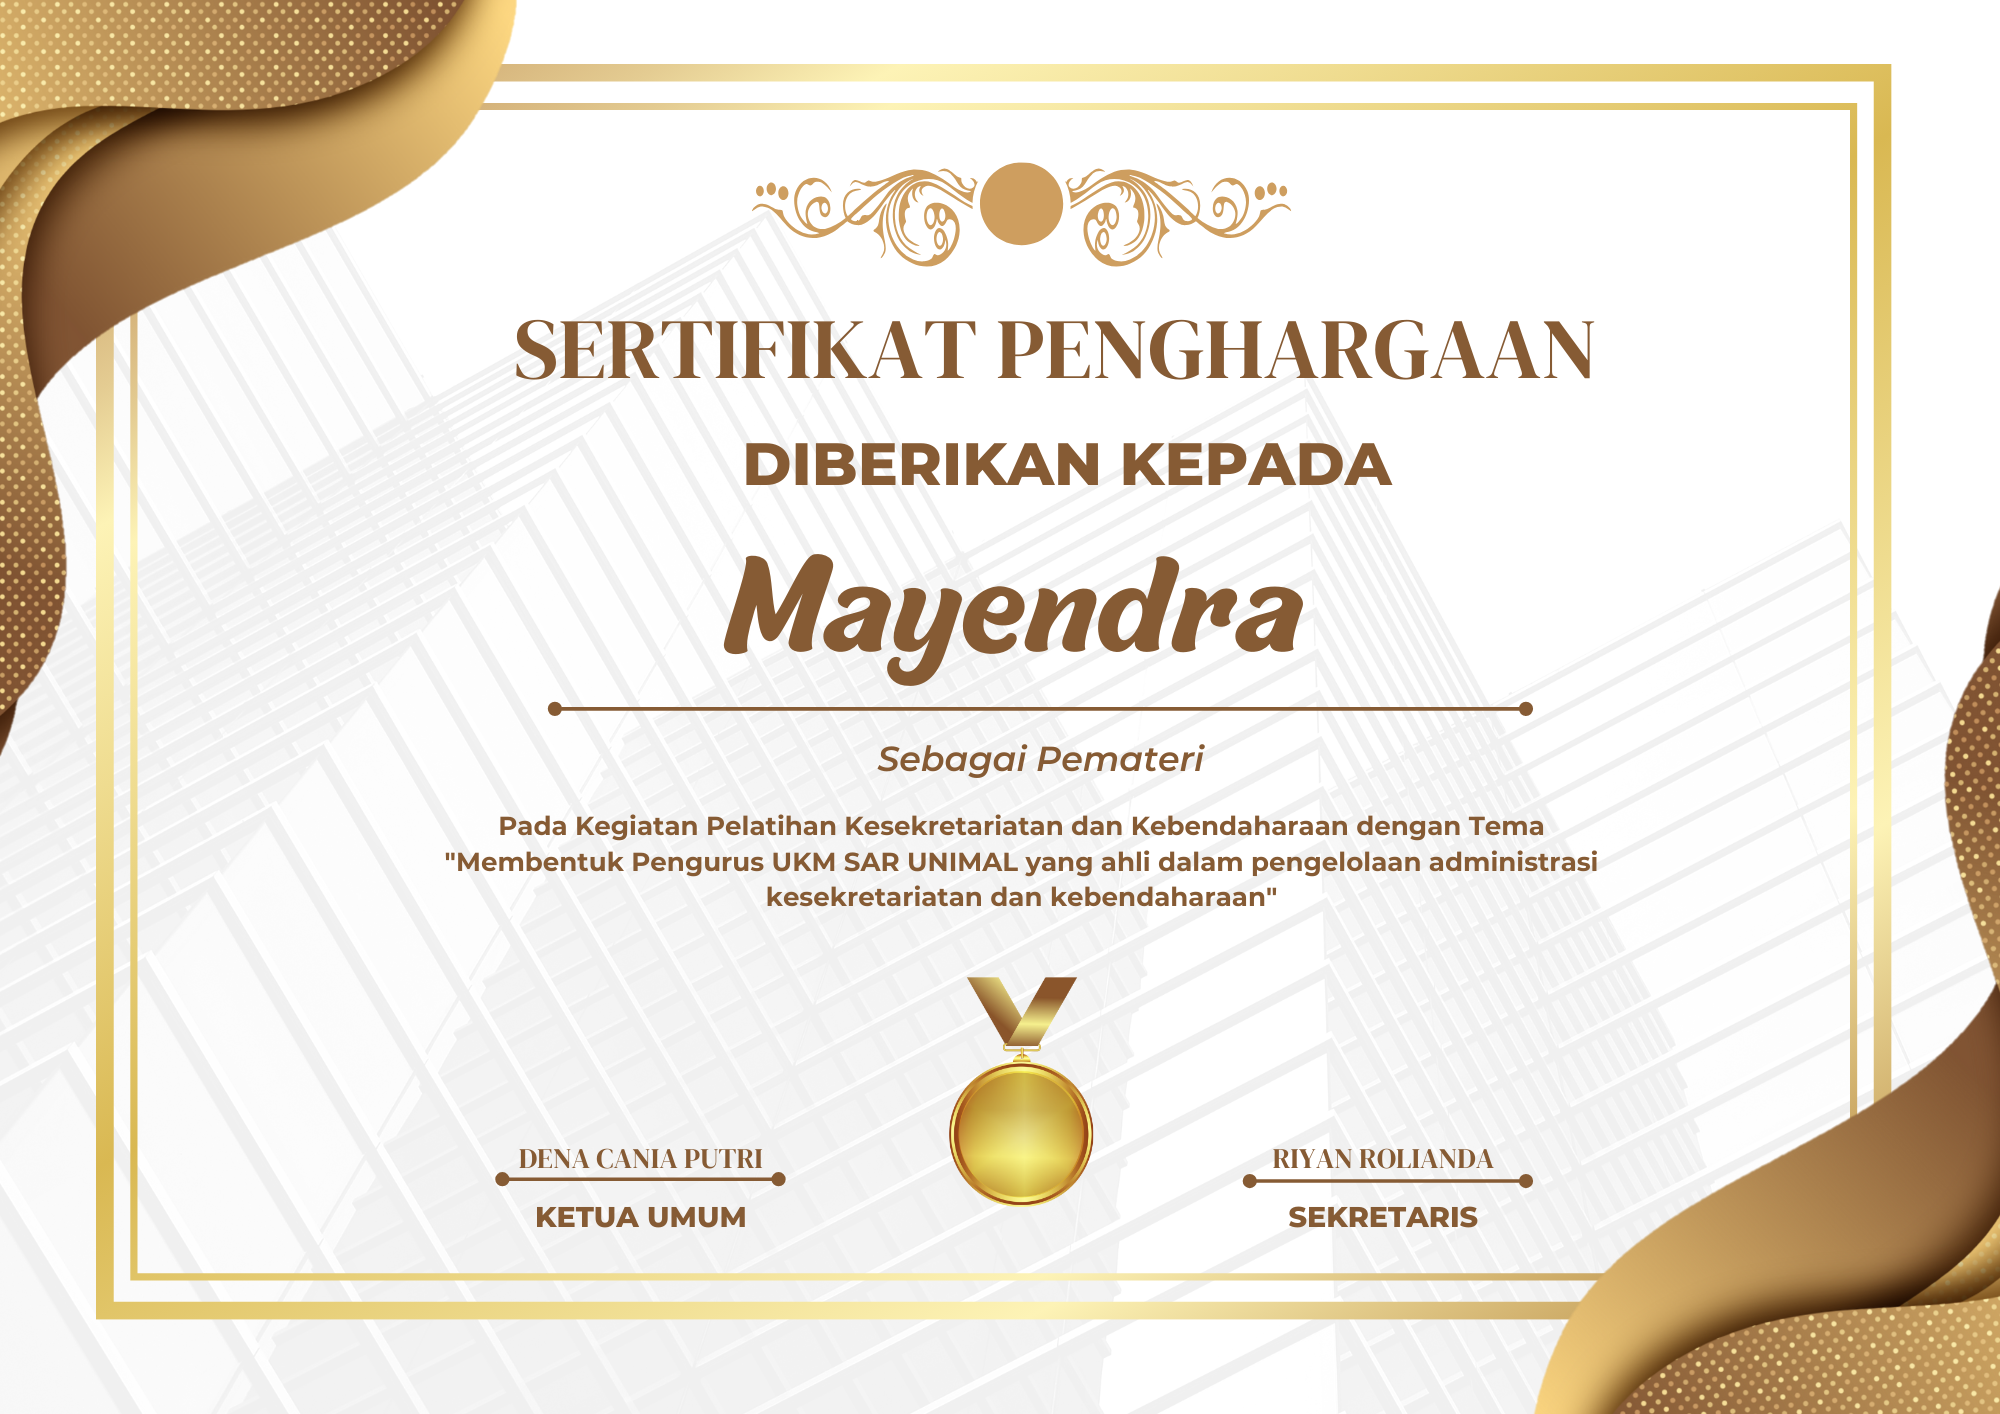 SERTIFIKAT PENGHARGAAN
DIBERIKAN KEPADA
Mayendra
Sebagai Pemateri
Pada Kegiatan Pelatihan Kesekretariatan dan Kebendaharaan dengan Tema
"Membentuk Pengurus UKM SAR UNIMAL yang ahli dalam pengelolaan administrasi
kesekretariatan dan kebendaharaan"
DENA CANIA PUTRI
KETUA UMUM
RIYAN ROLIANDA
SEKRETARIS